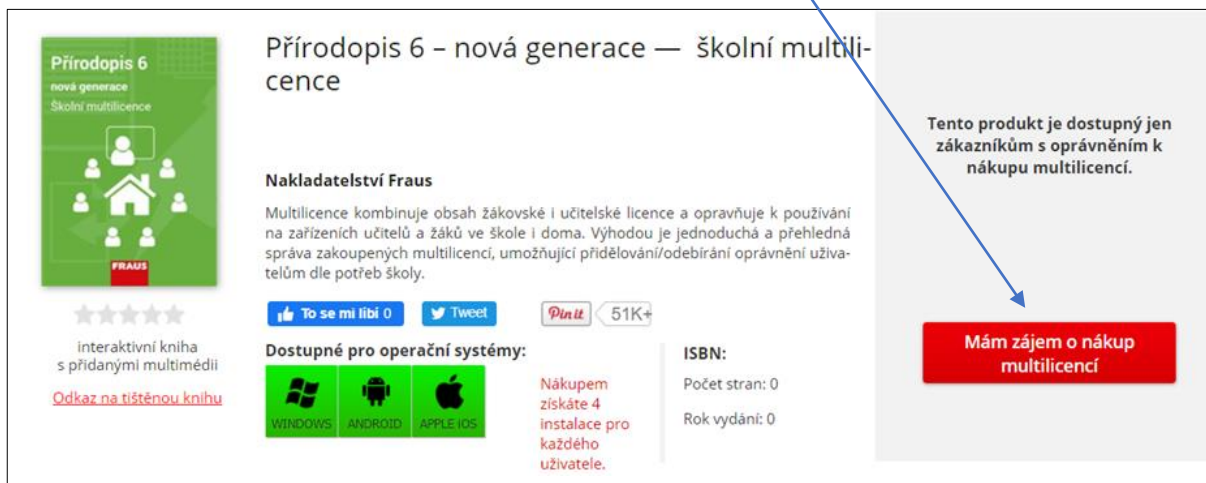 Přírodopis 6
nová generace
Školní multilicence
FRAUS
interaktivní kniha
s přidanými multimédii
Odkaz na tištěnou knihu
Přírodopis 6 – nová generace — školní multili-
cence
Nakladatelství Fraus
Multilicence kombinuje obsah žákovské i učitelské licence a opravňuje k používání
na zařízeních učitelů a žáků ve škole i doma. Výhodou je jednoduchá a přehledná
správa zakoupených multilicencí, umožňující přidělování/odebírání oprávnění uživa-
telům dle potřeb školy.
To se mi líbí 0
Tweet
Pin it
51K+
Dostupné pro operační systémy:
WINDOWS
ANDROID
APPLE iOS
Nákupem
získáte 4
instalace pro
každého
uživatele.
ISBN:
Počet stran: 0
Rok vydání: 0
Tento produkt je dostupný jen
zákazníkům s oprávněním k
nákupu multilicencí.
Mám zájem o nákup
multilicencí